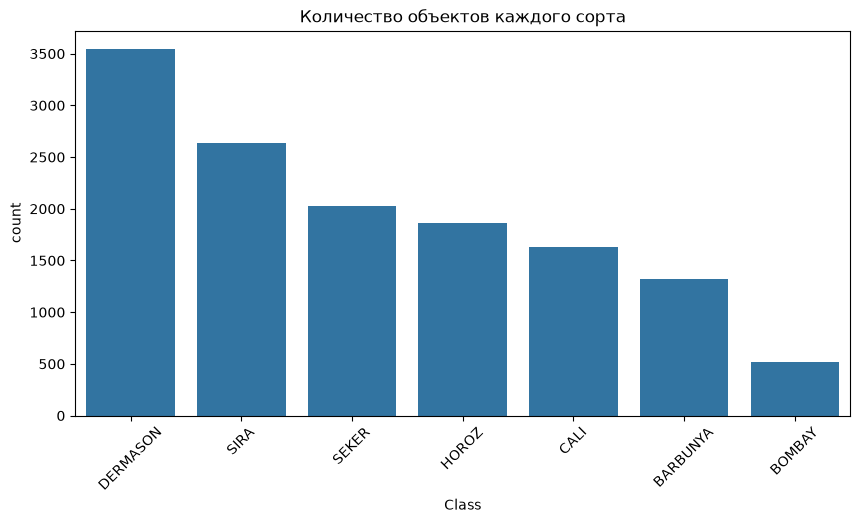 Количество объектов каждого сорта
3500
3000
2500
2000
1500
1000
500
0
count
DERMASON
SIRA
SEKER
HOROZ
CALI
BARBUNYA
BOMBAY
Class